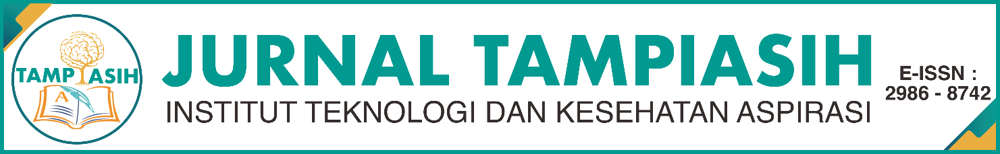 TAMPIASIH
A
JURNAL TAMPIASIH
INSTITUT TEKNOLOGI DAN KESEHATAN ASPIRASI
E-ISSN :
2986 - 8742